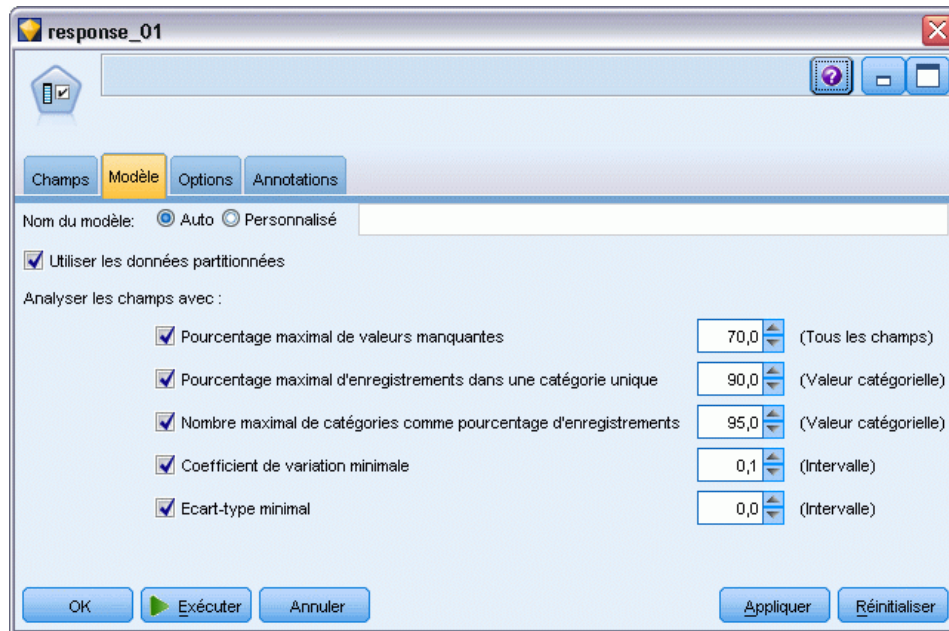 response_01
Champs Modèle Options Annotations
Nom du modèle: Auto Personnalisé
Utiliser les données partitionnées
Analyser les champs avec :
Pourcentage maximal de valeurs manquantes 70,0 (Tous les champs)
Pourcentage maximal d'enregistrements dans une catégorie unique 90,0 (Valeur catégorielle)
Nombre maximal de catégories comme pourcentage d'enregistrements 95,0 (Valeur catégorielle)
Coefficient de variation minimale 0,1 (Intervalle)
Ecart-type minimal 0,0 (Intervalle)
OK Exécuter Annuler Appliquer Réinitialiser